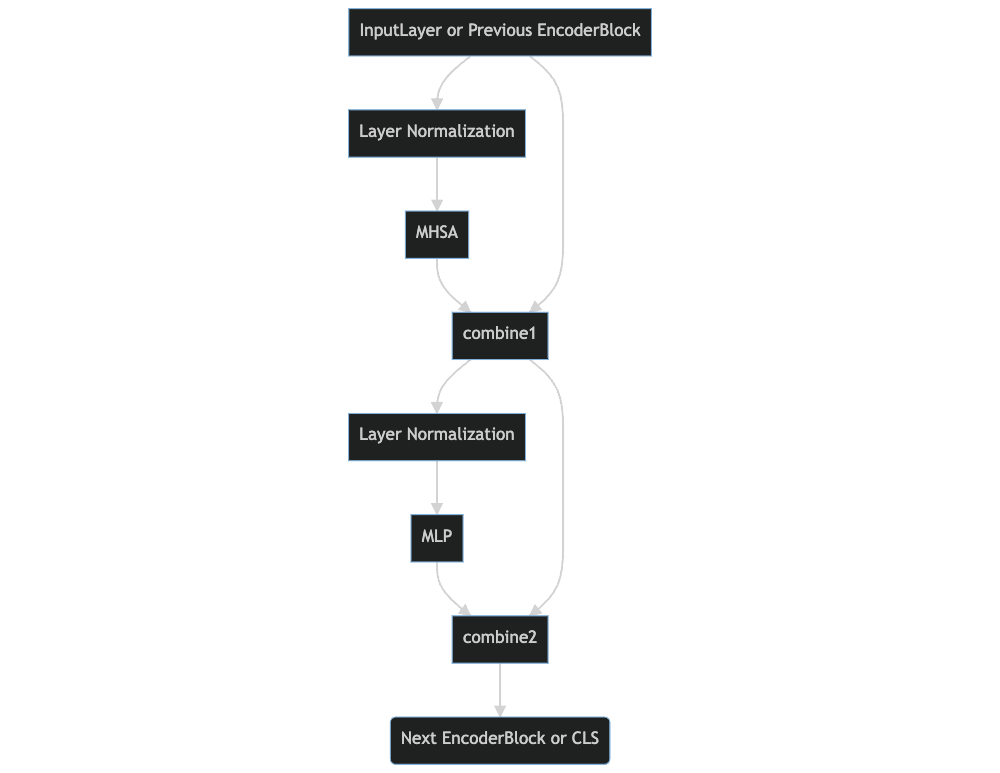 InputLayer or Previous EncoderBlock
Layer Normalization
MHSA
combine1
Layer Normalization
MLP
combine2
Next EncoderBlock or CLS